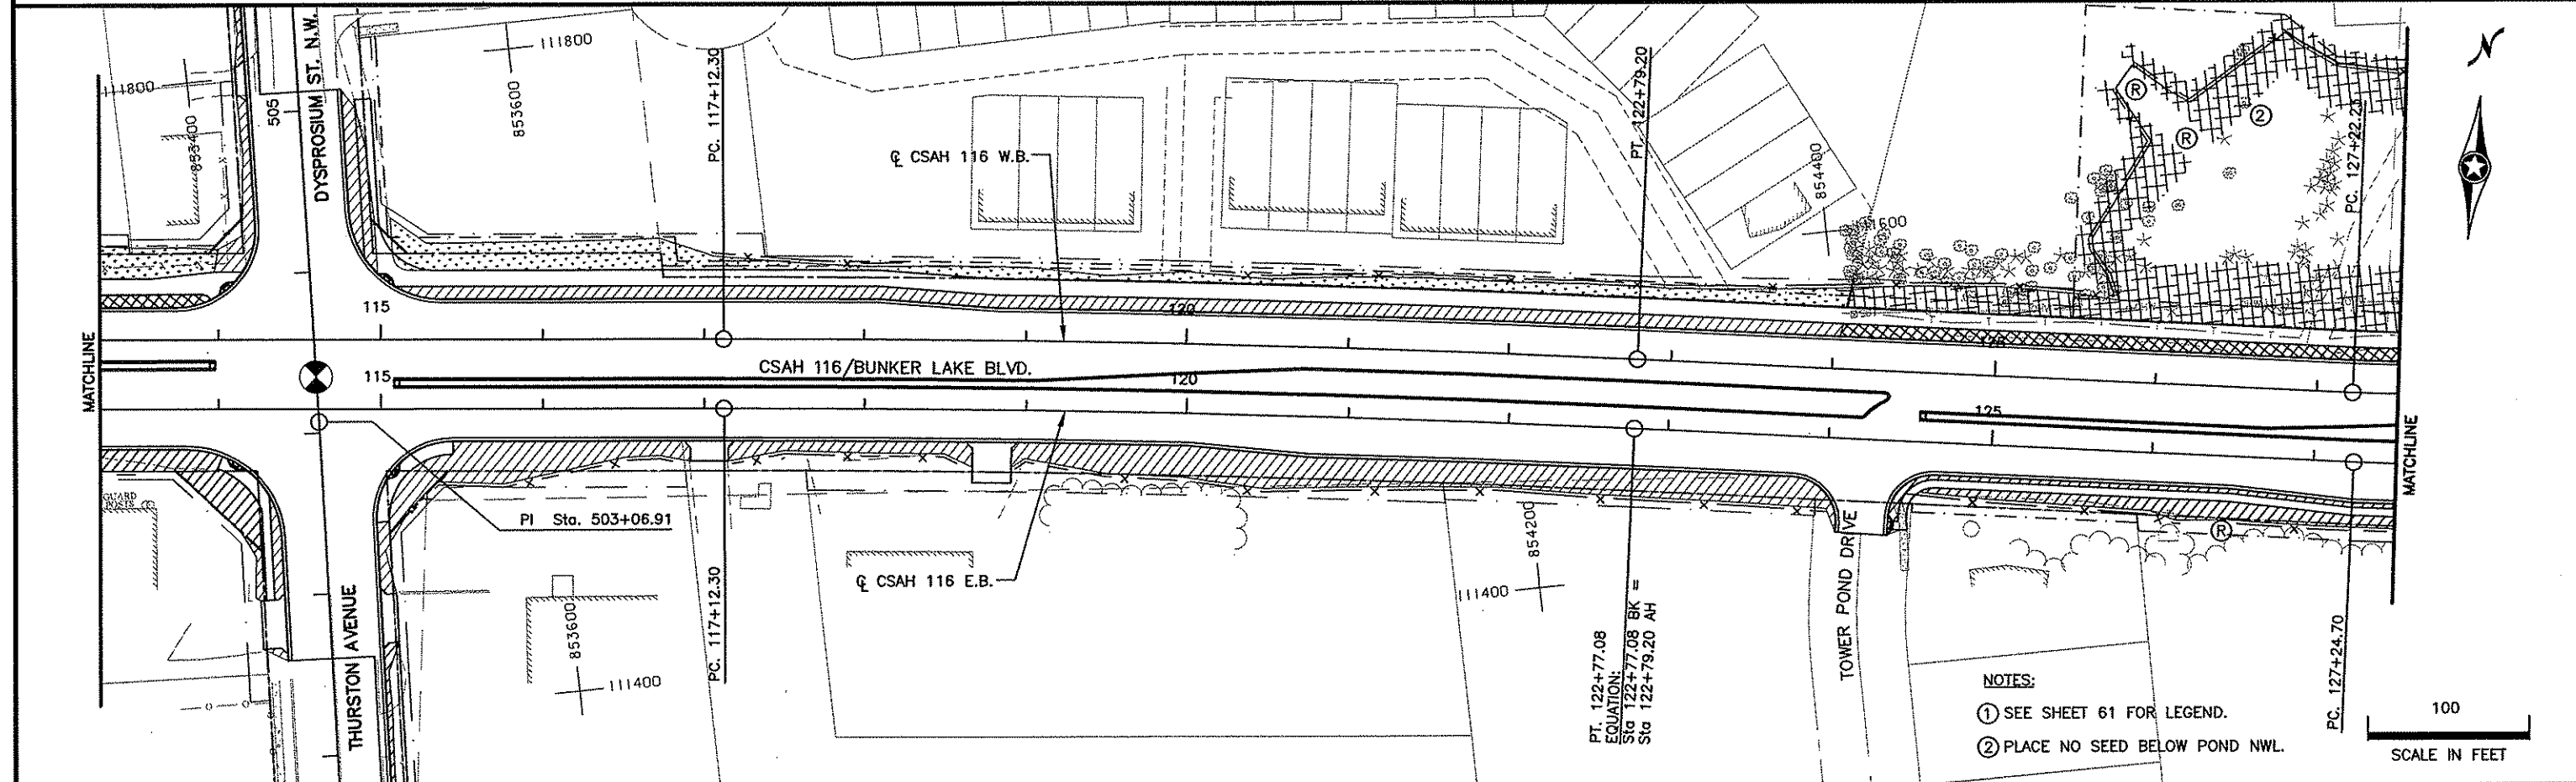 111800
853400
505
DYSPROSIUM ST. N.W.
111800
853600
PC. 117+12.30
℄ CSAH 116 W.B.
PT. 122+79.20
854400
R
R
2
PC. 127+22.23
N
115
120
MATCHLINE
CSAH 116/BUNKER LAKE BLVD.
115
120
125
MATCHLINE
GUARD
POSTS
PI Sta. 503+06.91
THURSTON AVENUE
853600
111400
PC. 117+12.30
℄ CSAH 116 E.B.
854200
111400
PT. 122+77.08
EQUATION:
Sta 122+77.08 BK =
Sta 122+79.20 AH
TOWER POND DRIVE
R
PC. 127+24.70
NOTES:
① SEE SHEET 61 FOR LEGEND.
② PLACE NO SEED BELOW POND NWL.
100
SCALE IN FEET